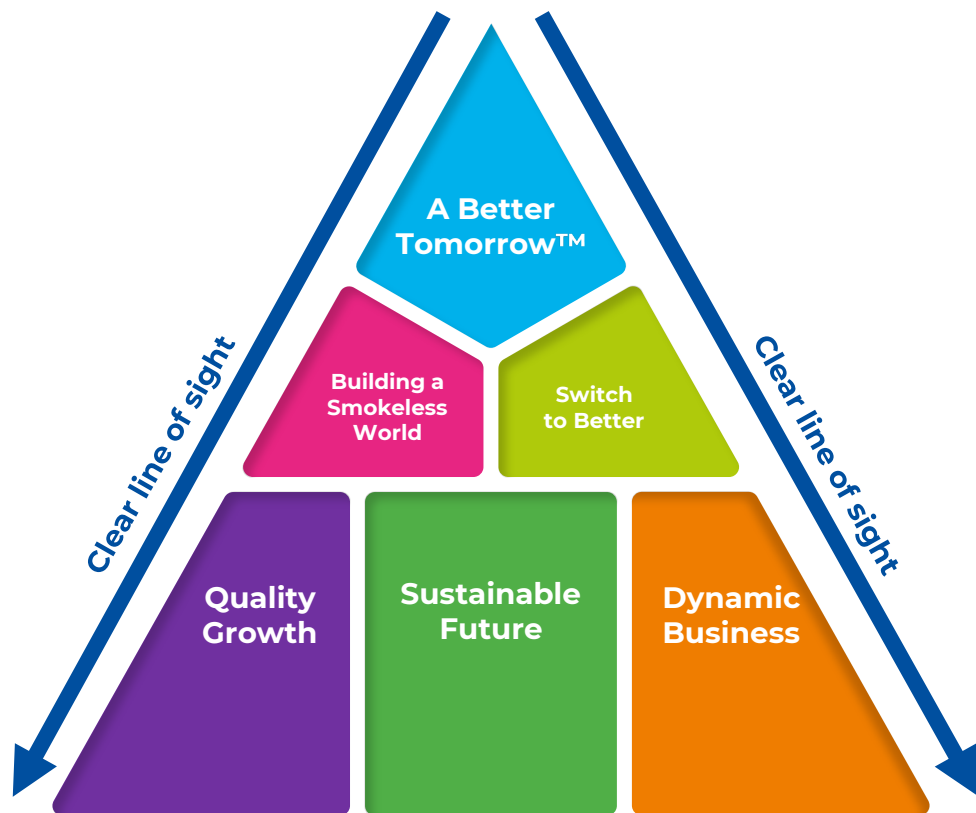 A Better
Tomorrow™
Building a
Smokeless
World
Switch
to Better
Clear line of sight
Clear line of sight
Quality
Growth
Sustainable
Future
Dynamic
Business